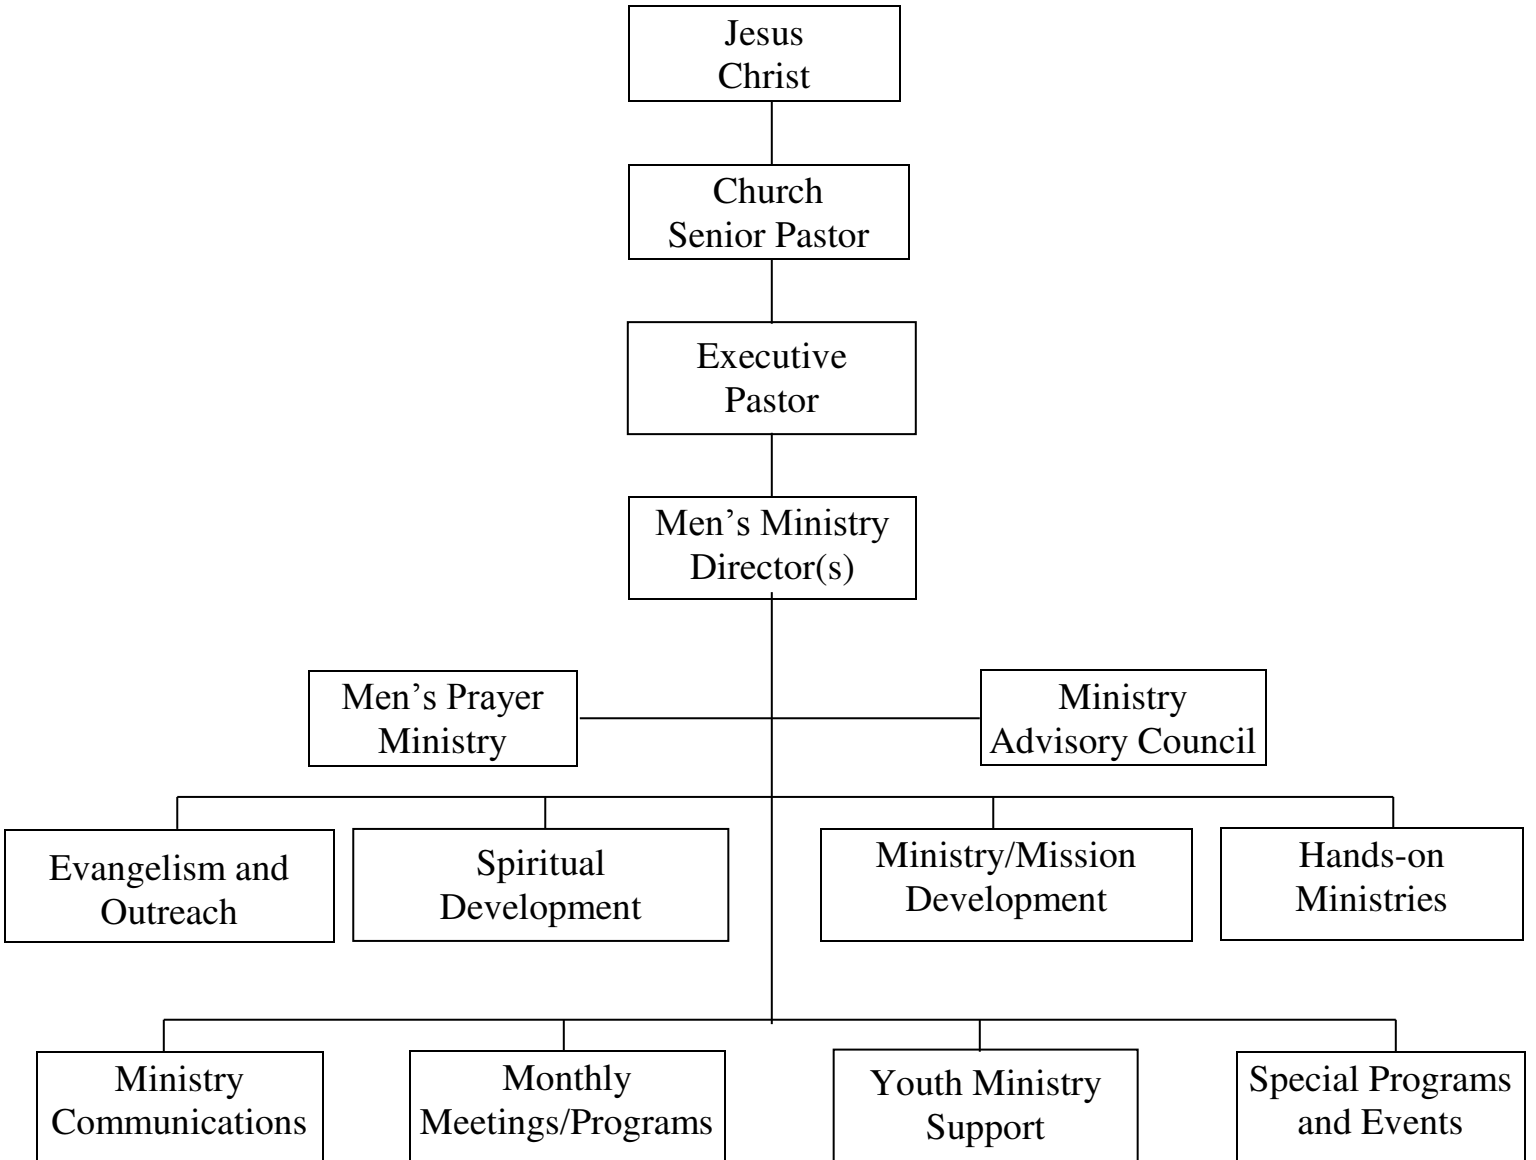 Jesus
Christ
Church
Senior Pastor
Executive
Pastor
Men’s Ministry
Director(s)
Men’s Prayer
Ministry
Ministry
Advisory Council
Evangelism and
Outreach
Spiritual
Development
Ministry/Mission
Development
Hands-on
Ministries
Ministry
Communications
Monthly
Meetings/Programs
Youth Ministry
Support
Special Programs
and Events